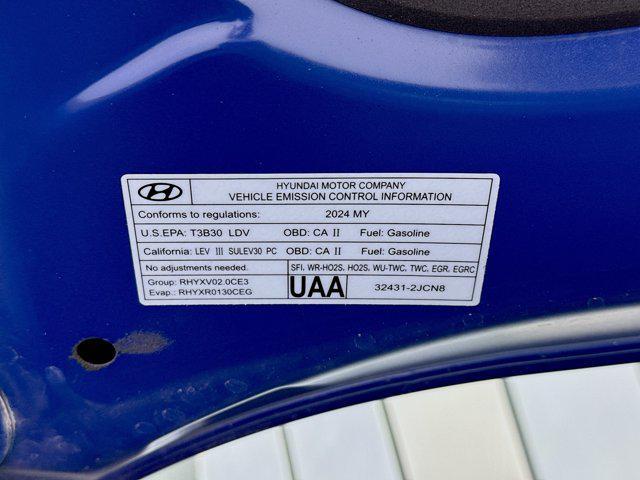 HYUNDAI MOTOR COMPANY
VEHICLE EMISSION CONTROL INFORMATION
Conforms to regulations: 2024 MY
U.S.EPA: T3B30 LDV OBD: CA II Fuel: Gasoline
California: LEV III SULEV30 PC OBD: CA II Fuel: Gasoline
No adjustments needed. SFI, WR-HO2S, HO2S, WU-TWC, TWC, EGR, EGRC
Group: RHYXV02.0CE3
Evap.: RHYXR0130CEG
UAA 32431-2JCN8